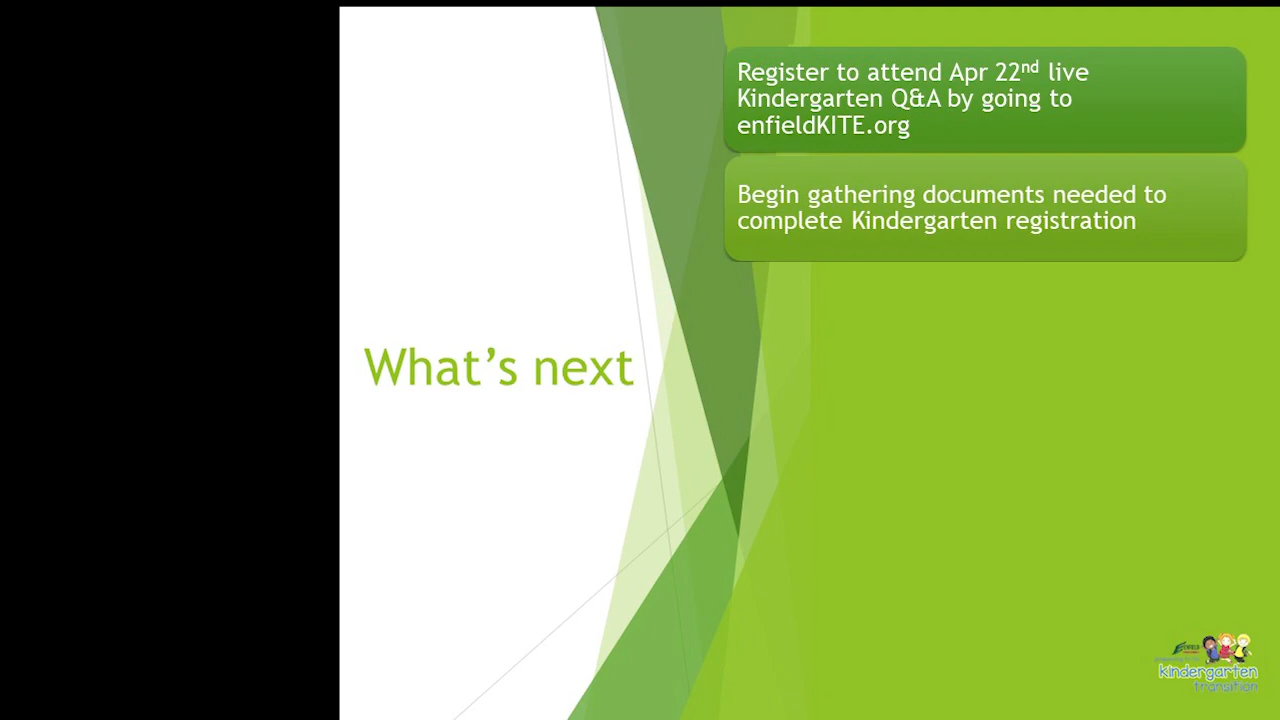 Register to attend Apr 22nd live
Kindergarten Q&A by going to
enfieldKITE.org
Begin gathering documents needed to
complete Kindergarten registration
What's next
kindergarten
transition